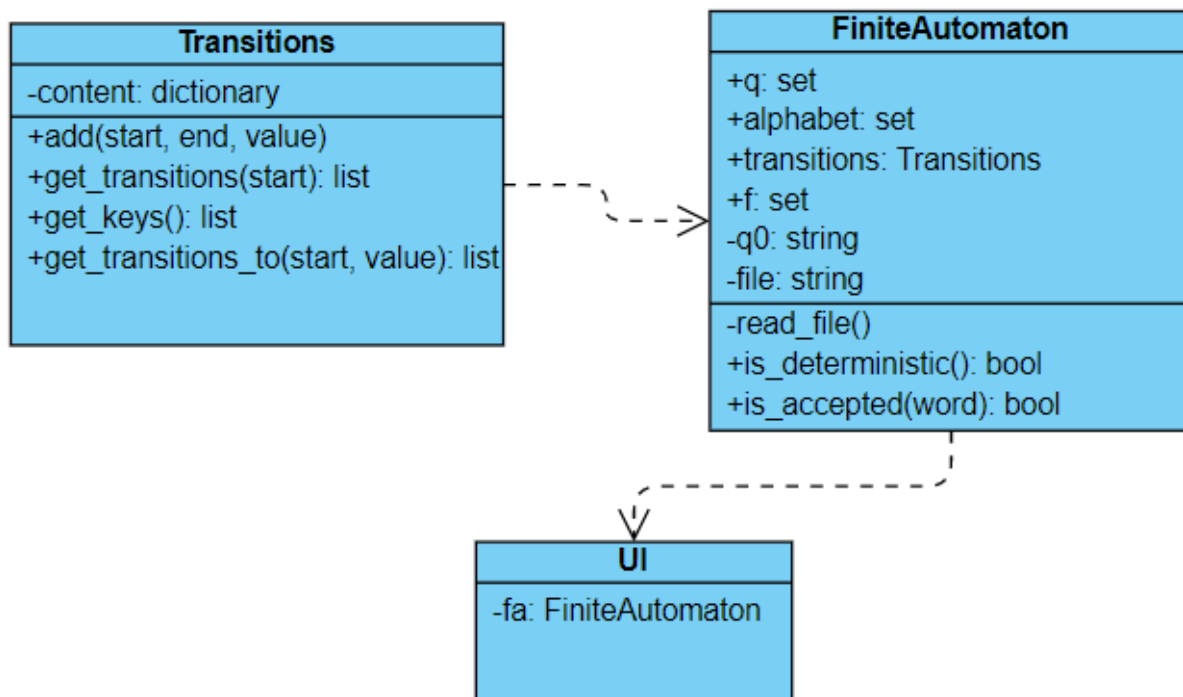 Transitions
-content: dictionary
+add(start, end, value)
+get_transitions(start): list
+get_keys(): list
+get_transitions_to(start, value): list
FiniteAutomaton
+q: set
+alphabet: set
+transitions: Transitions
+f: set
-q0: string
-file: string
-read_file()
+is_deterministic(): bool
+is_accepted(word): bool
UI
-fa: FiniteAutomaton